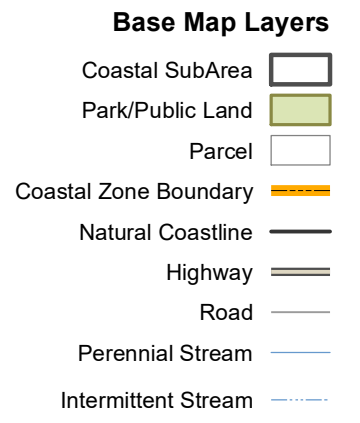 Base Map Layers
Coastal SubArea
Park/Public Land
Parcel
Coastal Zone Boundary
Natural Coastline
Highway
Road
Perennial Stream
Intermittent Stream